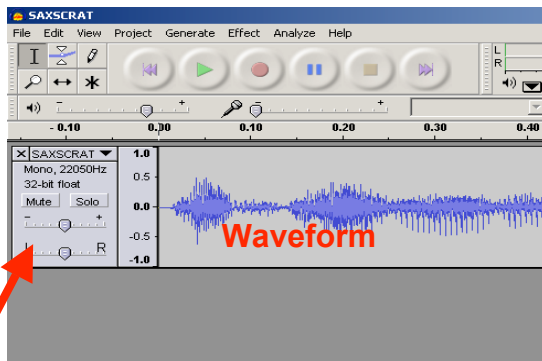 SAXSCRAT
File Edit View Project Generate Effect Analyze Help
L
R
- +
- +
- 0.10 0.00 0.10 0.20 0.30 0.40
X SAXSCRAT
Mono, 22050Hz
32-bit float
Mute Solo
- +
L R
1.0
0.5
0.0
-0.5
-1.0
Waveform